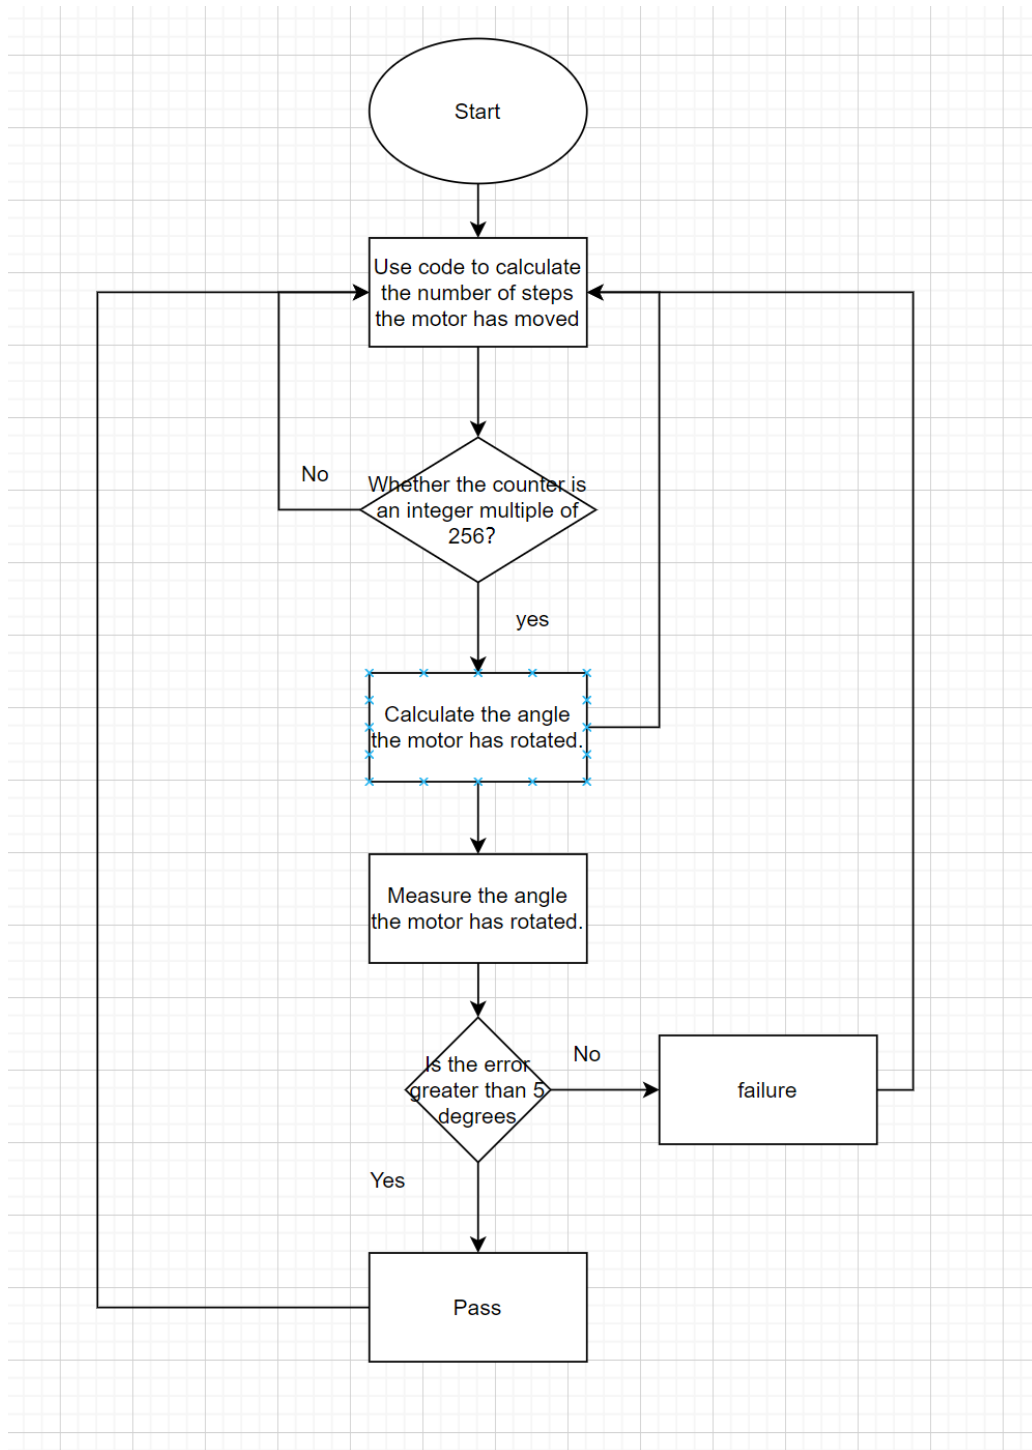 Start
Use code to calculate
the number of steps
the motor has moved
No
Whether the counter is
an integer multiple of
256?
yes
Calculate the angle
the motor has rotated.
Measure the angle
the motor has rotated.
Is the error
greater than 5
degrees
No
failure
Yes
Pass